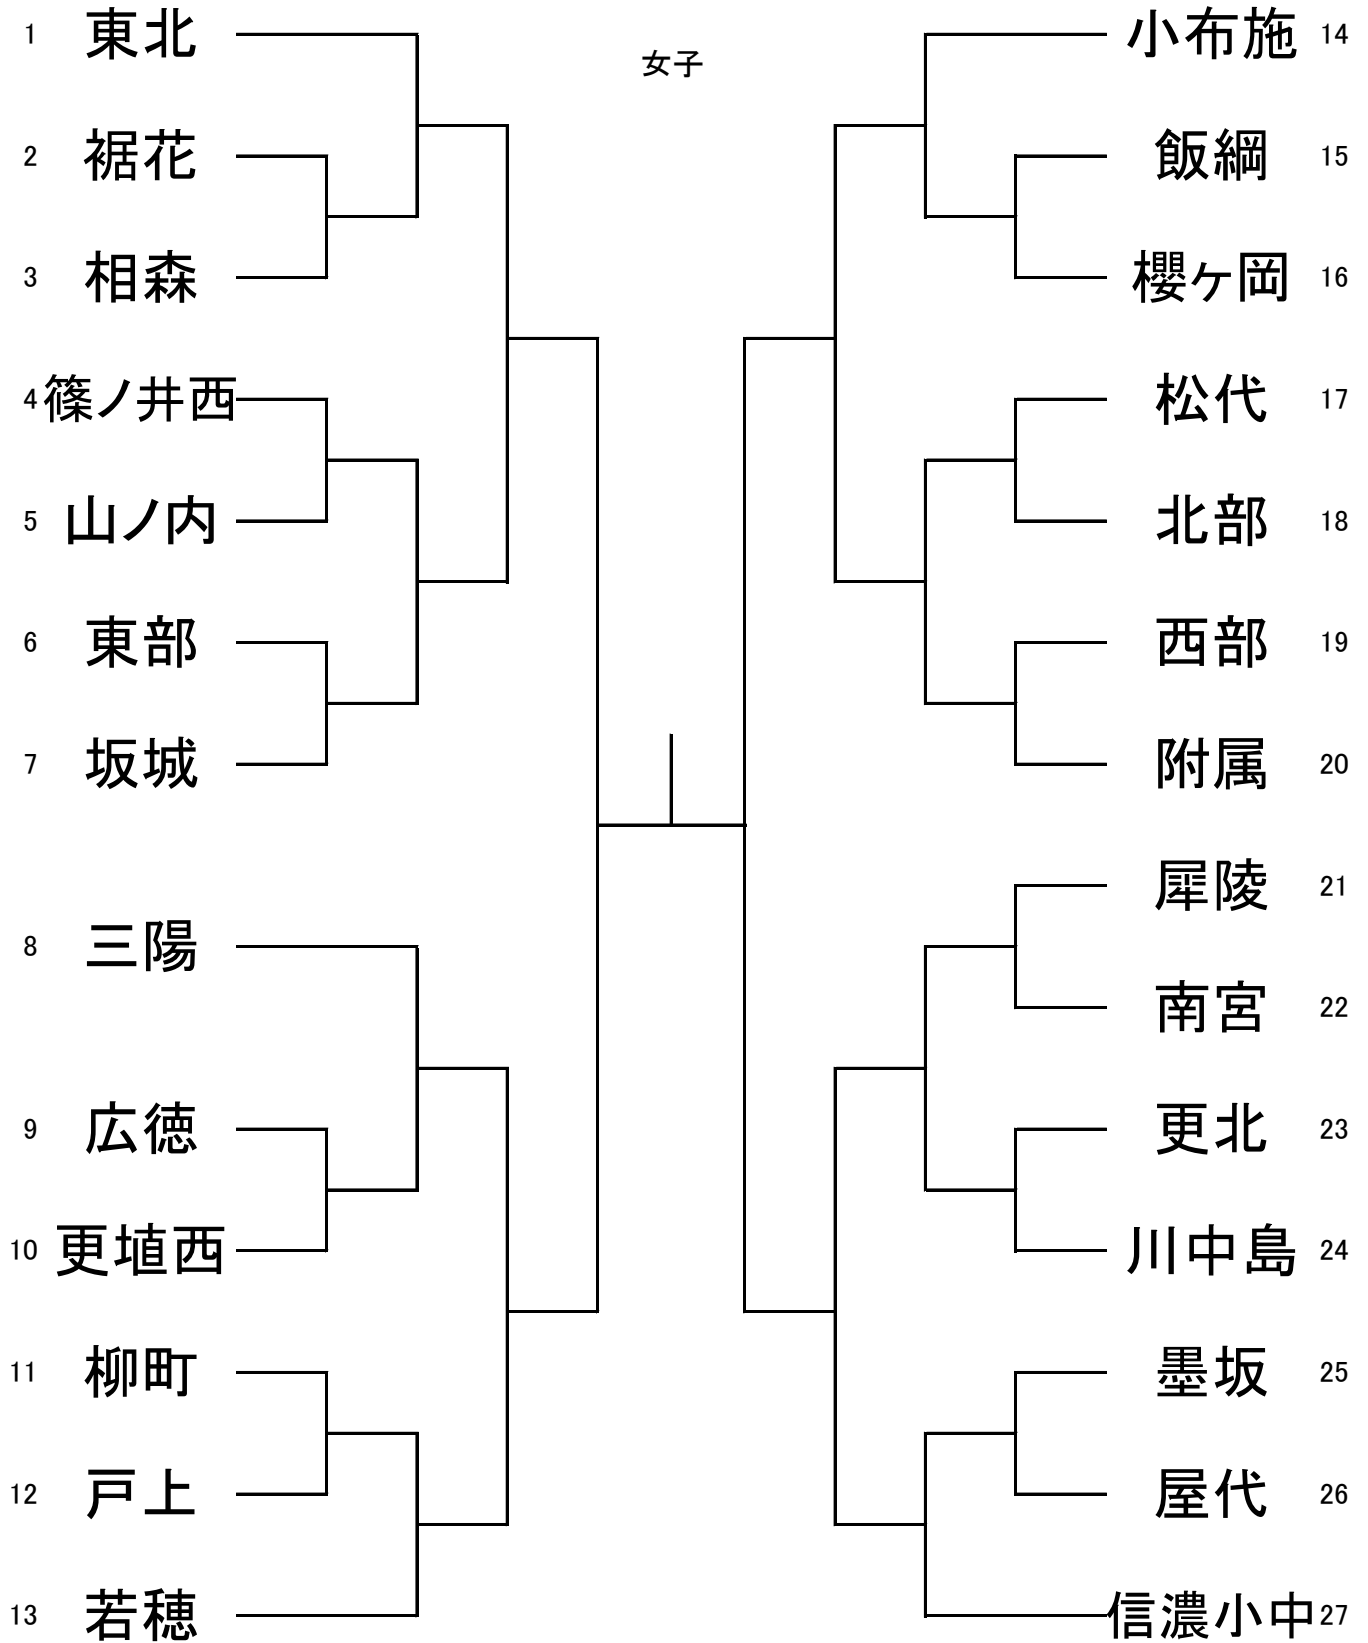 女子
1 東北
2 裾花
3 相森
4 篠ノ井西
5 山ノ内
6 東部
7 坂城
8 三陽
9 広徳
10 更埴西
11 柳町
12 戸上
13 若穂
小布施 14
飯綱 15
櫻ヶ岡 16
松代 17
北部 18
西部 19
附属 20
犀陵 21
南宮 22
更北 23
川中島 24
墨坂 25
屋代 26
信濃小中 27